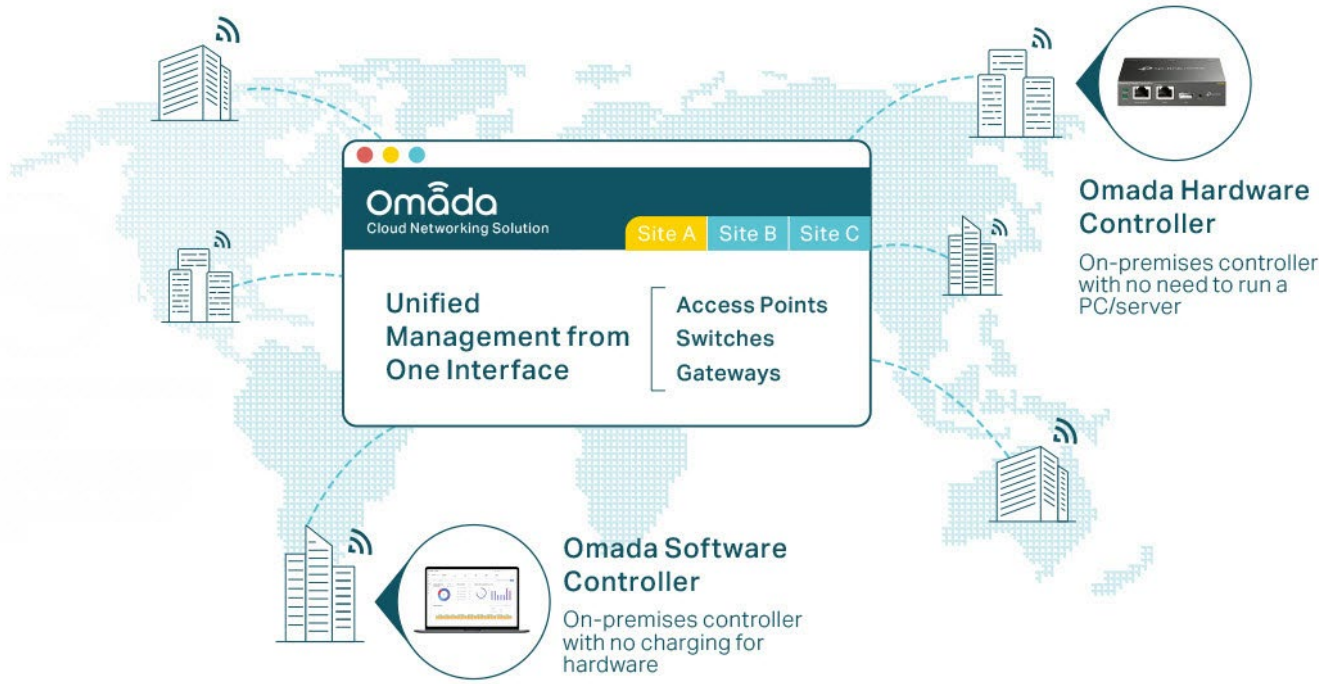 Omada
Cloud Networking Solution
Site A
Site B
Site C
Unified
Management from
One Interface
Access Points
Switches
Gateways
Omada Hardware
Controller
On-premises controller
with no need to run a
PC/server
Omada Software
Controller
On-premises controller
with no charging for
hardware